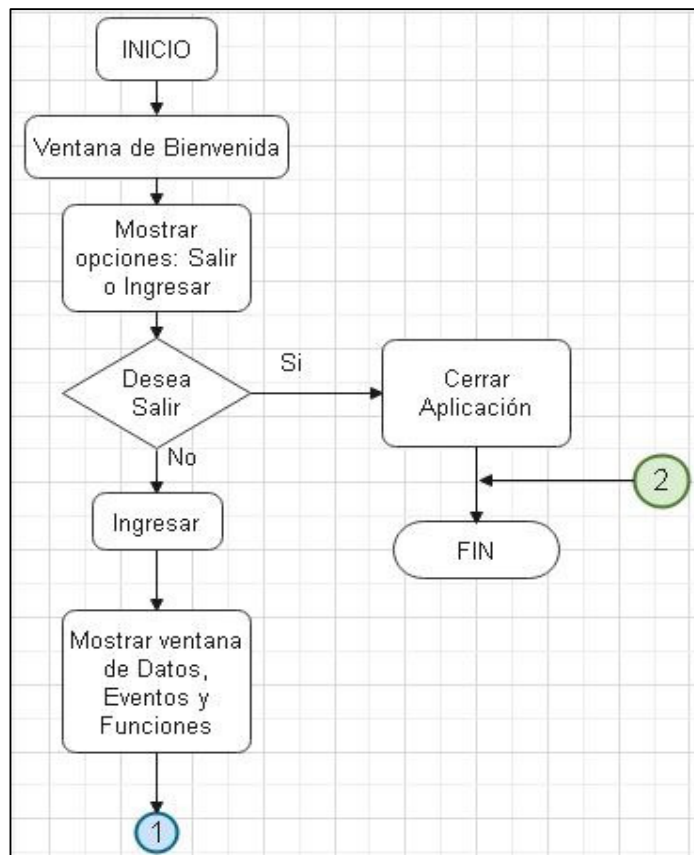 INICIO
Ventana de Bienvenida
Mostrar
opciones: Salir
o Ingresar
Desea
Salir
Si
Cerrar
Aplicación
No
2
Ingresar
FIN
Mostrar ventana
de Datos,
Eventos y
Funciones
1